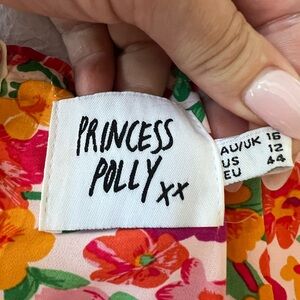 PRINCESS
POLLY xx
AU/UK 16
US 12
EU 44